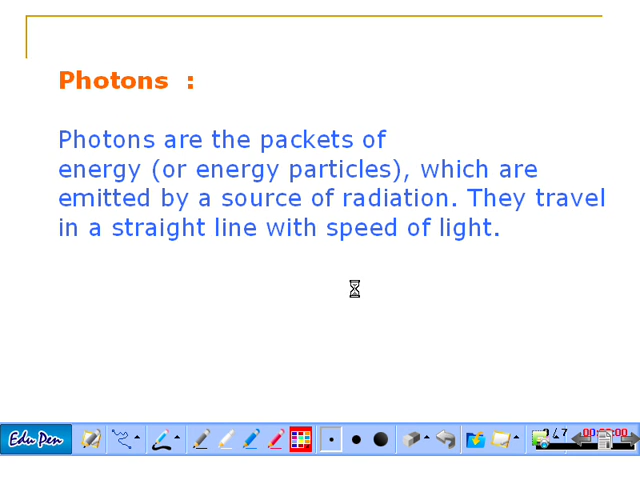 Photons :
Photons are the packets of
energy (or energy particles), which are
emitted by a source of radiation. They travel
in a straight line with speed of light.
Edu Pen
/ 7